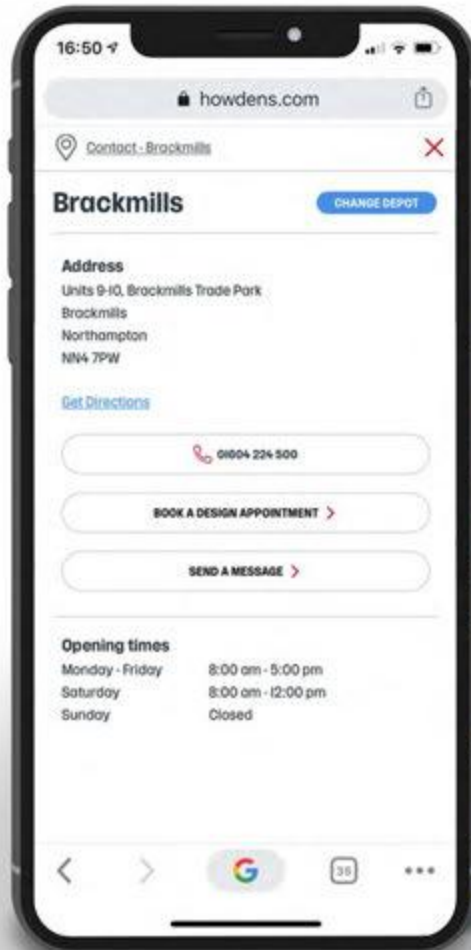 16:50
howdens.com
Contact - Brackmills
Brackmills
CHANGE DEPOT
Address
Units 9-10, Brackmills Trade Park
Brackmills
Northampton
NN4 7PW
Get Directions
01604 224 500
BOOK A DESIGN APPOINTMENT
SEND A MESSAGE
Opening times
Monday - Friday 8:00 am - 5:00 pm
Saturday 8:00 am - 12:00 pm
Sunday Closed
G
36